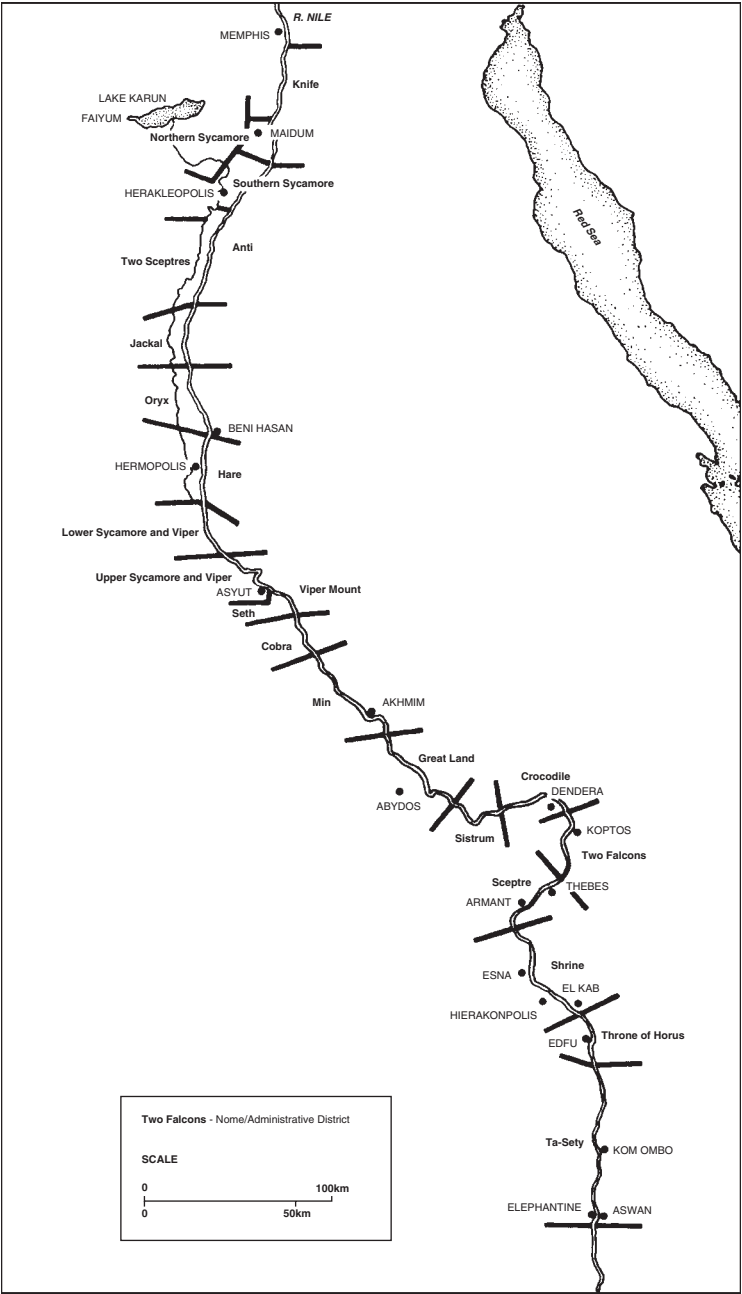 R. NILE
MEMPHIS
Knife
LAKE KARUN
FAIYUM
Northern Sycamore
MAIDUM
Southern Sycamore
HERAKLEOPOLIS
Red Sea
Anti
Two Sceptres
Jackal
Oryx
BENI HASAN
HERMOPOLIS
Hare
Lower Sycamore and Viper
Upper Sycamore and Viper
ASYUT
Viper Mount
Seth
Cobra
Min
AKHMIM
Great Land
Crocodile
DENDERA
ABYDOS
Sistrum
KOPTOS
Two Falcons
Sceptre
THEBES
ARMANT
Shrine
ESNA
EL KAB
HIERAKONPOLIS
Throne of Horus
EDFU
Two Falcons - Nome/Administrative District
Ta-Sety
KOM OMBO
SCALE
0 100km
0 50km
ELEPHANTINE
ASWAN